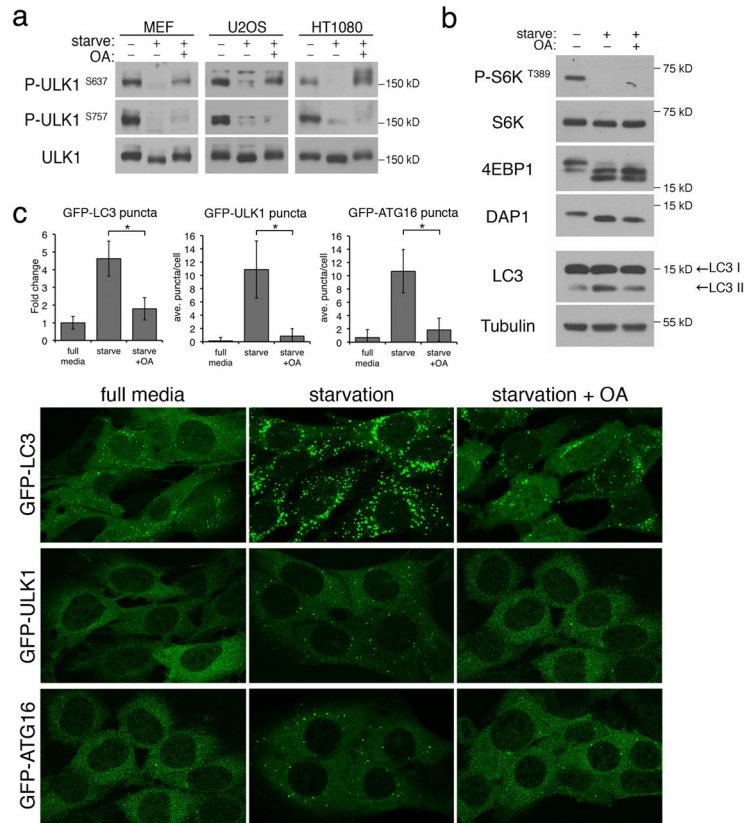 a
MEF U2OS HT1080
starve: – + + – + + – + +
OA: – – + – – + – – +
P-ULK1 S637
150 kD
P-ULK1 S757
150 kD
ULK1
150 kD
b
starve: – + +
OA: – – +
75 kD
P-S6K T389
75 kD
S6K
4EBP1
15 kD
15 kD
DAP1
LC3
15 kD ←LC3 I
←LC3 II
Tubulin
55 kD
c
GFP-LC3 puncta
Fold change
6
5
4
3
2
1
0
*
full media
starve
starve +OA
GFP-ULK1 puncta
ave. puncta/cell
16
14
12
10
8
6
4
2
0
*
full media
starve
starve +OA
GFP-ATG16 puncta
ave. puncta/cell
16
14
12
10
8
6
4
2
0
*
full media
starve
starve +OA
full media starvation starvation + OA
GFP-LC3
GFP-ULK1
GFP-ATG16